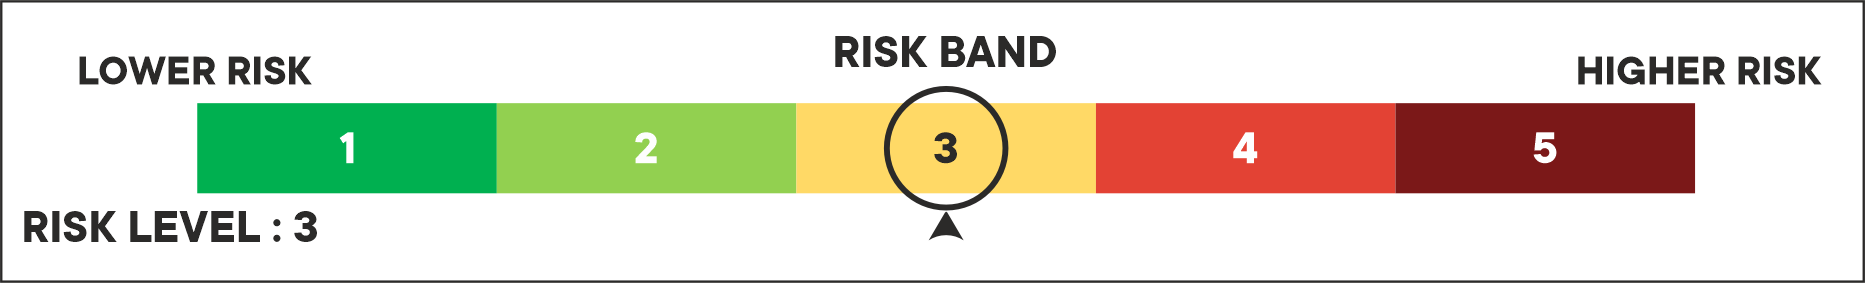 RISK BAND
LOWER RISK
HIGHER RISK
1 2 3 4 5
RISK LEVEL : 3